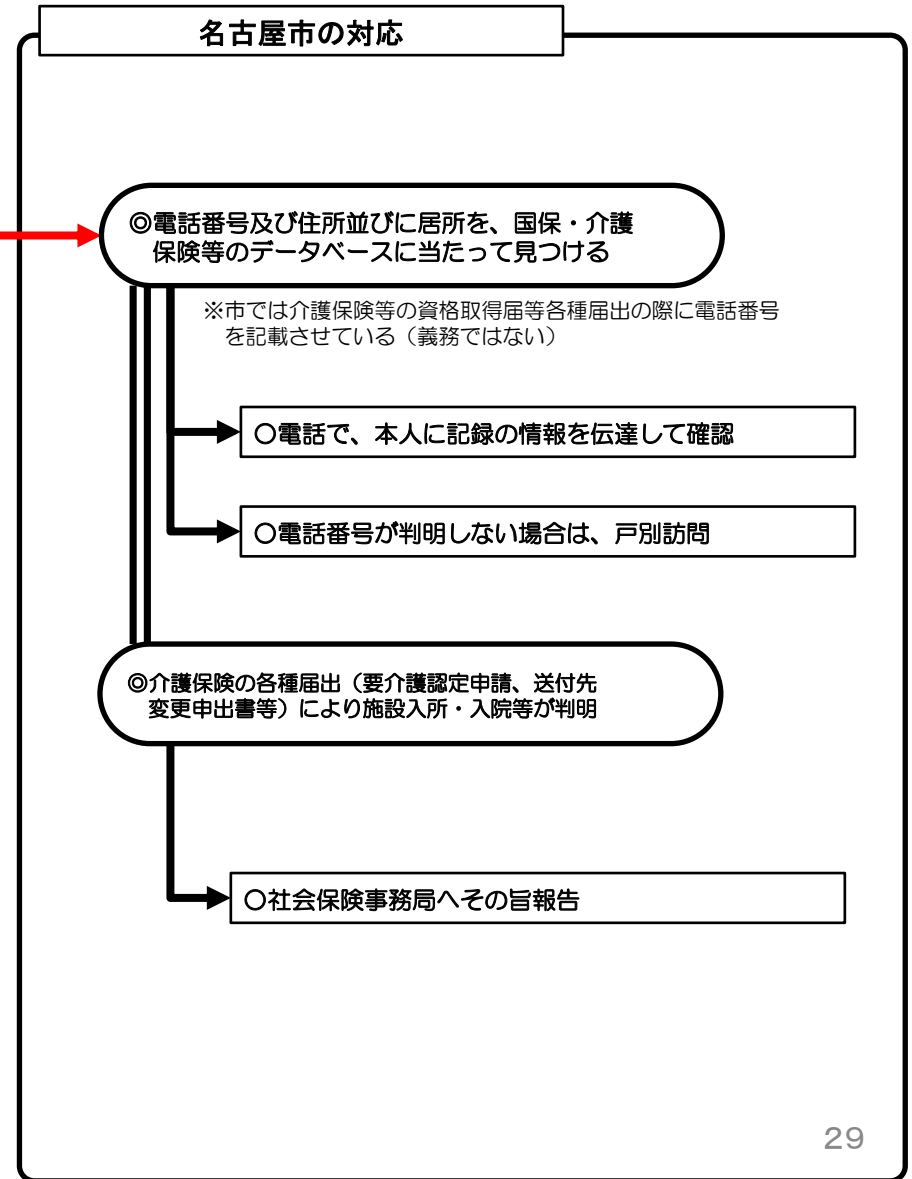 名古屋市の対応
◎電話番号及び住所並びに居所を、国保・介護
保険等のデータベースに当たって見つける
※市では介護保険等の資格取得届等各種届出の際に電話番号
を記載させている（義務ではない）
〇電話で、本人に記録の情報を伝達して確認
〇電話番号が判明しない場合は、戸別訪問
◎介護保険の各種届出（要介護認定申請、送付先
変更申出書等）により施設入所・入院等が判明
〇社会保険事務局へその旨報告
29